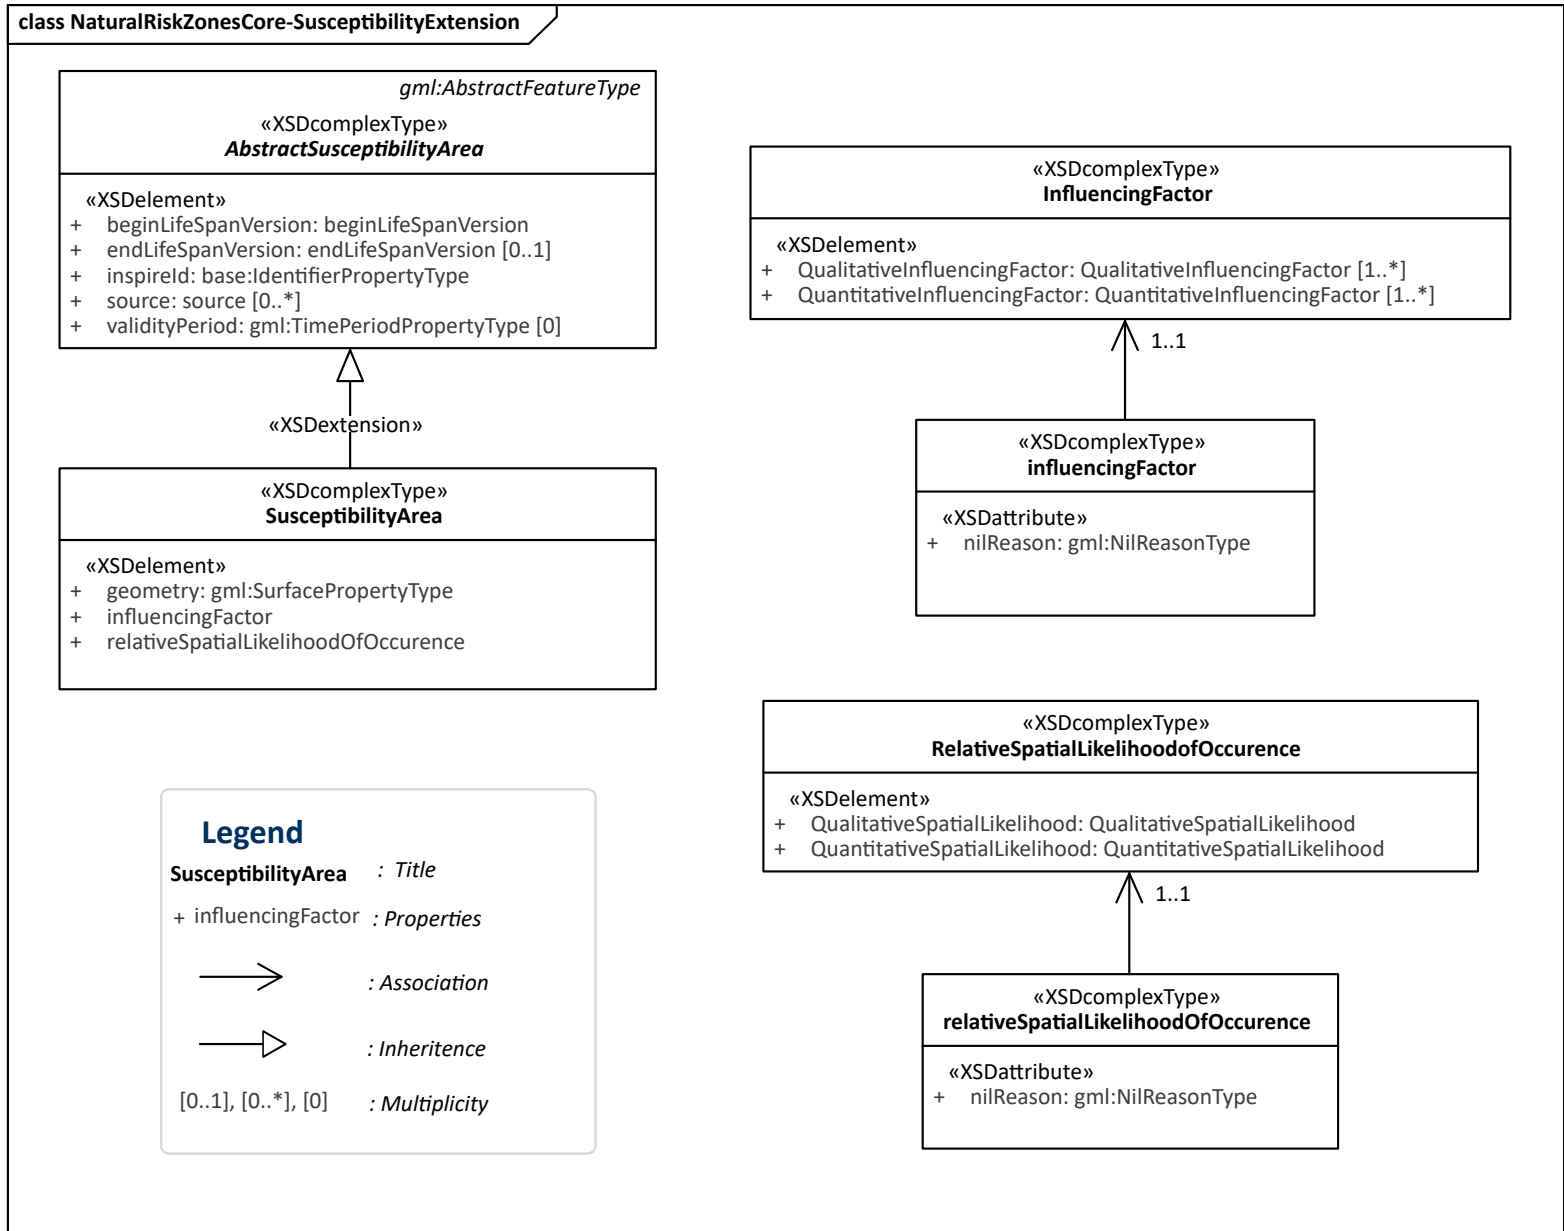 class NaturalRiskZonesCore-SusceptibilityExtension
gml:AbstractFeatureType
«XSDcomplexType»
AbstractSusceptibilityArea
«XSDelement»
+ beginLifeSpanVersion: beginLifeSpanVersion
+ endLifeSpanVersion: endLifeSpanVersion [0..1]
+ inspireId: base:IdentifierPropertyType
+ source: source [0..*]
+ validityPeriod: gml:TimePeriodPropertyType [0]
«XSDextension»
«XSDcomplexType»
SusceptibilityArea
«XSDelement»
+ geometry: gml:SurfacePropertyType
+ influencingFactor
+ relativeSpatialLikelihoodOfOccurence
«XSDcomplexType»
InfluencingFactor
«XSDelement»
+ QualitativeInfluencingFactor: QualitativeInfluencingFactor [1..*]
+ QuantitativeInfluencingFactor: QuantitativeInfluencingFactor [1..*]
1..1
«XSDcomplexType»
influencingFactor
«XSDattribute»
+ nilReason: gml:NilReasonType
«XSDcomplexType»
RelativeSpatialLikelihoodofOccurence
«XSDelement»
+ QualitativeSpatialLikelihood: QualitativeSpatialLikelihood
+ QuantitativeSpatialLikelihood: QuantitativeSpatialLikelihood
1..1
«XSDcomplexType»
relativeSpatialLikelihoodOfOccurence
«XSDattribute»
+ nilReason: gml:NilReasonType
Legend
SusceptibilityArea : Title
+ influencingFactor : Properties
: Association
: Inheritence
[0..1], [0..*], [0] : Multiplicity